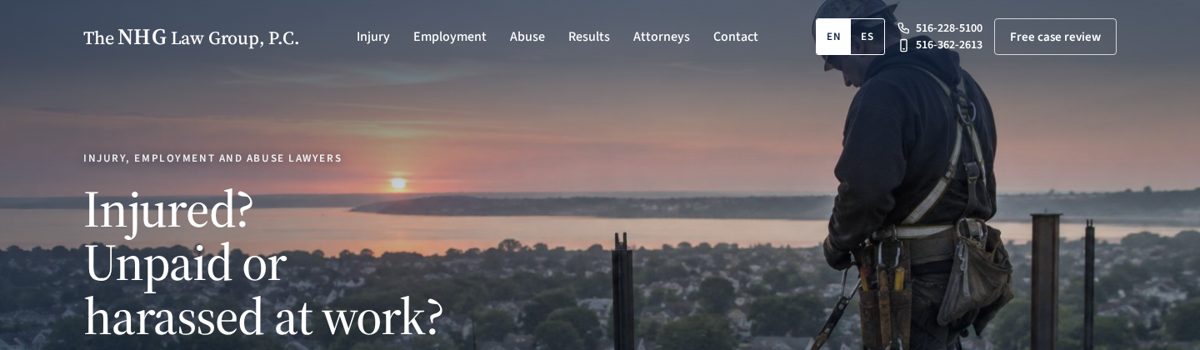 The NHG Law Group, P.C.
Injury Employment Abuse Results Attorneys Contact
EN ES
516-228-5100
516-362-2613
Free case review
INJURY, EMPLOYMENT AND ABUSE LAWYERS
Injured?
Unpaid or
harassed at work?